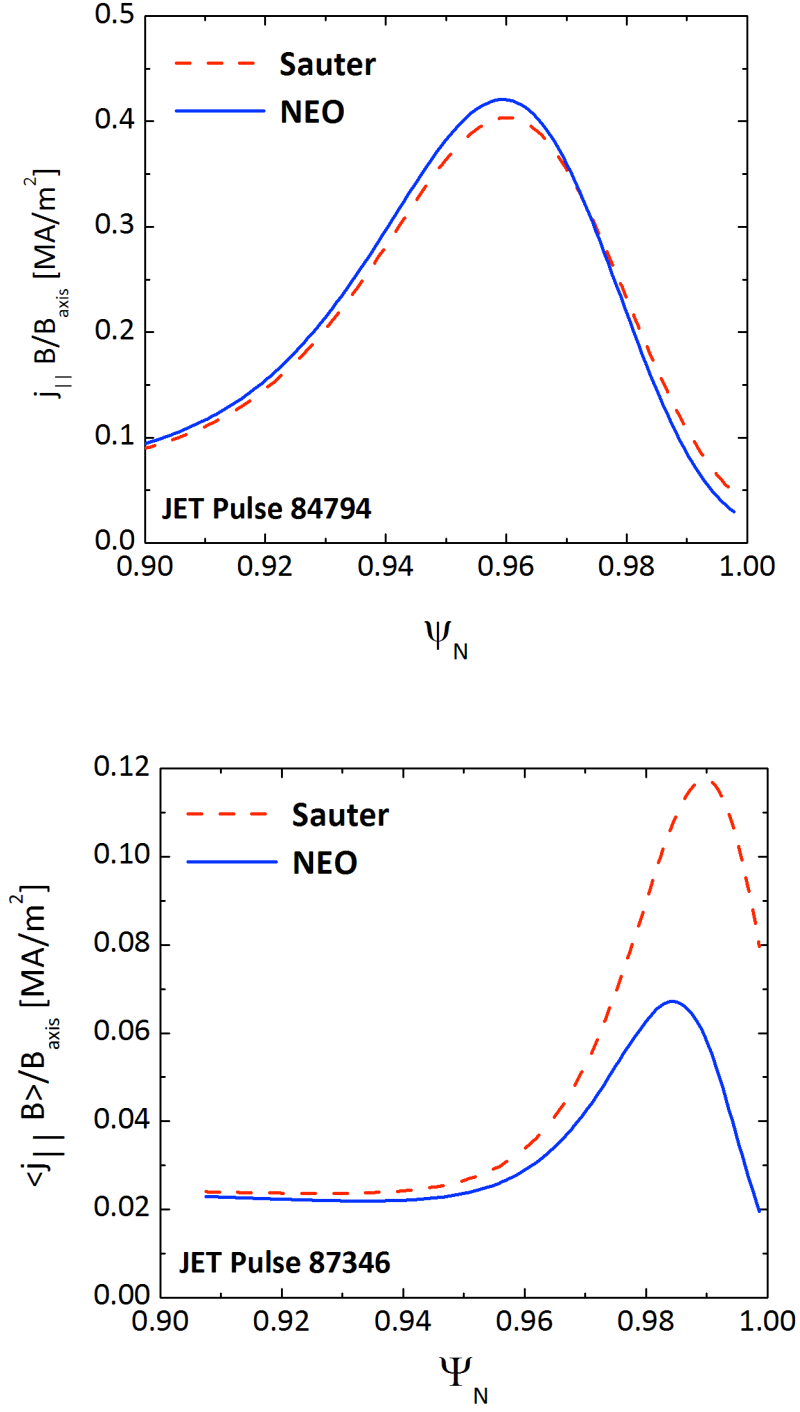 0.5
0.4
0.3
0.2
0.1
0.0
j|| B/Baxis [MA/m2]
Sauter
NEO
JET Pulse 84794
0.90 0.92 0.94 0.96 0.98 1.00
ψN
0.12
0.10
0.08
0.06
0.04
0.02
0.00
<j|| B>/Baxis [MA/m2]
Sauter
NEO
JET Pulse 87346
0.90 0.92 0.94 0.96 0.98 1.00
ΨN